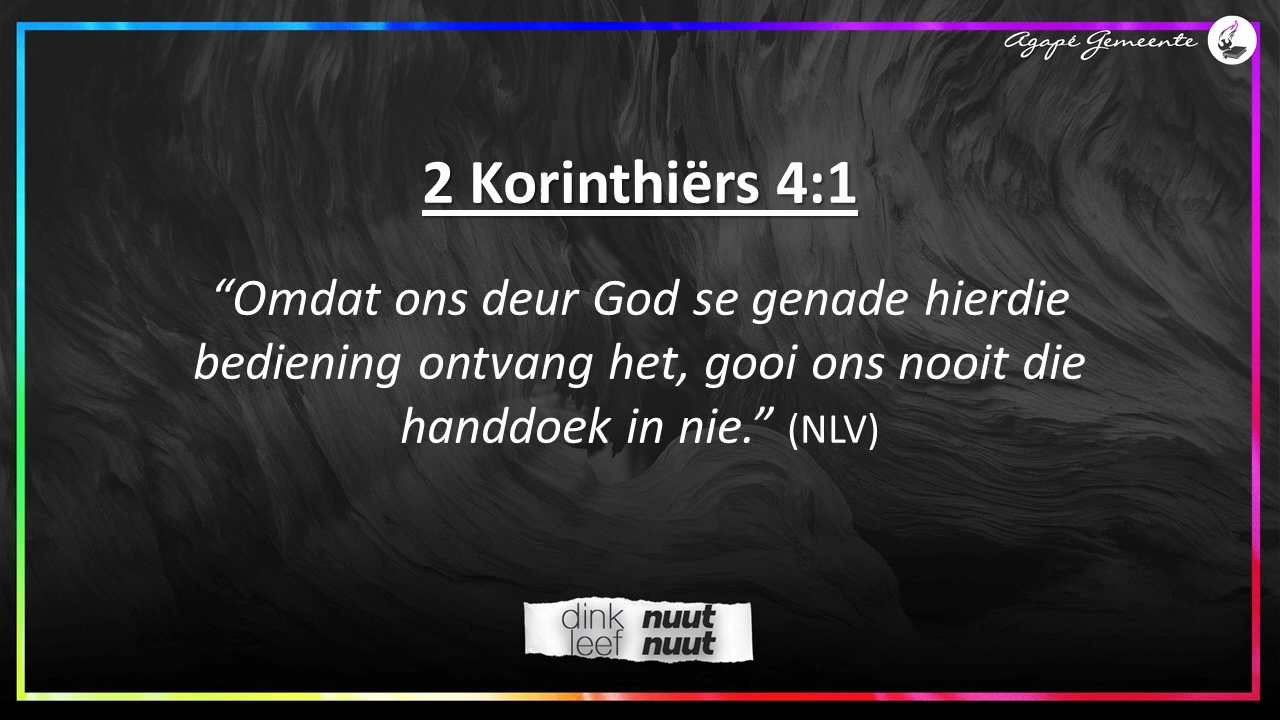 Agapé Gemeente
2 Korinthiërs 4:1
“Omdat ons deur God se genade hierdie
bediening ontvang het, gooi ons nooit die
handdoek in nie.” (NLV)
dink nuut
leef nuut